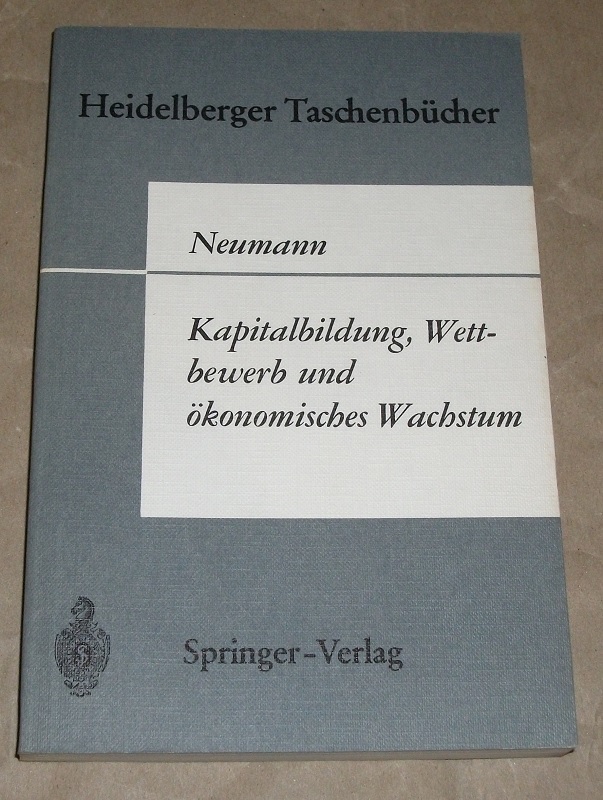 Heidelberger Taschenbücher
Neumann
Kapitalbildung, Wett-
bewerb und
ökonomisches Wachstum
Springer-Verlag